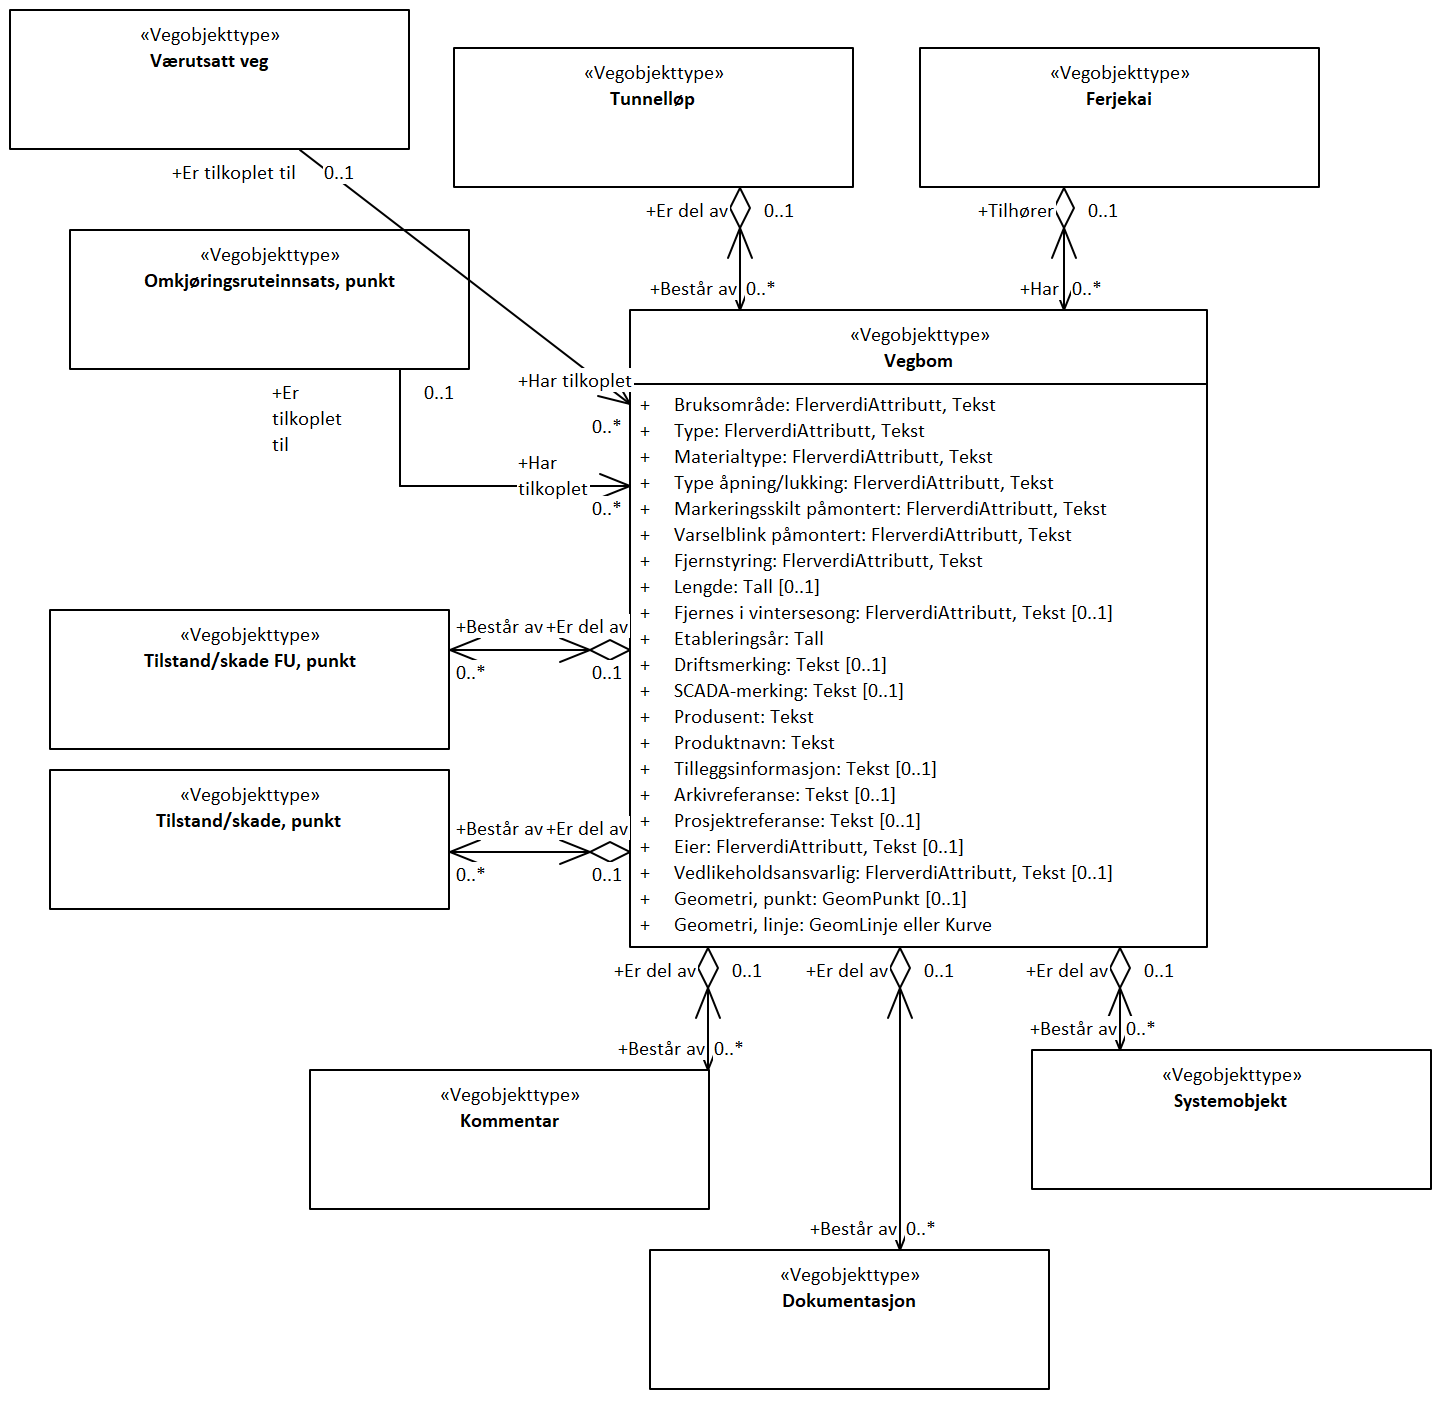 «Vegobjekttype»
Værutsatt veg
«Vegobjekttype»
Tunnelløp
«Vegobjekttype»
Ferjekai
+Er tilkoplet til
0..1
+Er del av
0..1
+Tilhører
0..1
«Vegobjekttype»
Omkjøringsruteinnsats, punkt
+Består av
0..*
+Har
0..*
+Har tilkoplet
0..*
+Er
tilkoplet
til
0..1
+Har
tilkoplet
0..*
«Vegobjekttype»
Vegbom
+ Bruksområde: FlerverdiAttributt, Tekst
+ Type: FlerverdiAttributt, Tekst
+ Materialtype: FlerverdiAttributt, Tekst
+ Type åpning/lukking: FlerverdiAttributt, Tekst
+ Markeringsskilt påmontert: FlerverdiAttributt, Tekst
+ Varselblink påmontert: FlerverdiAttributt, Tekst
+ Fjernstyring: FlerverdiAttributt, Tekst
+ Lengde: Tall [0..1]
+ Fjernes i vintersesong: FlerverdiAttributt, Tekst [0..1]
+ Etableringsår: Tall
+ Driftsmerking: Tekst [0..1]
+ SCADA-merking: Tekst [0..1]
+ Produsent: Tekst
+ Produktnavn: Tekst
+ Tilleggsinformasjon: Tekst [0..1]
+ Arkivreferanse: Tekst [0..1]
+ Prosjektreferanse: Tekst [0..1]
+ Eier: FlerverdiAttributt, Tekst [0..1]
+ Vedlikeholdsansvarlig: FlerverdiAttributt, Tekst [0..1]
+ Geometri, punkt: GeomPunkt [0..1]
+ Geometri, linje: GeomLinje eller Kurve
«Vegobjekttype»
Tilstand/skade FU, punkt
+Består av
+Er del av
0..*
0..1
«Vegobjekttype»
Tilstand/skade, punkt
+Består av
+Er del av
0..*
0..1
+Er del av
0..1
+Er del av
0..1
+Er del av
0..1
+Består av
0..*
+Består av
0..*
«Vegobjekttype»
Kommentar
«Vegobjekttype»
Systemobjekt
+Består av
0..*
«Vegobjekttype»
Dokumentasjon